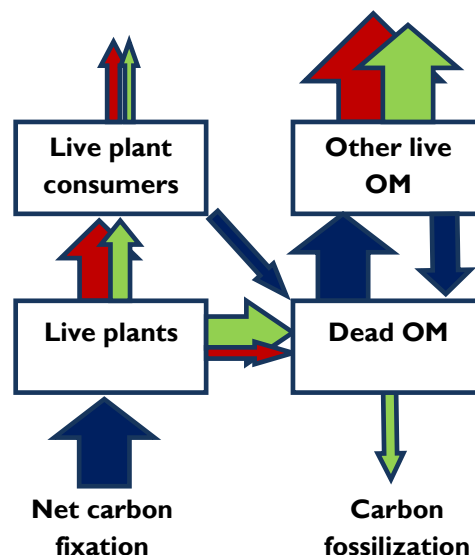 Live plant
consumers
Other live
OM
Live plants
Dead OM
Net carbon
fixation
Carbon
fossilization